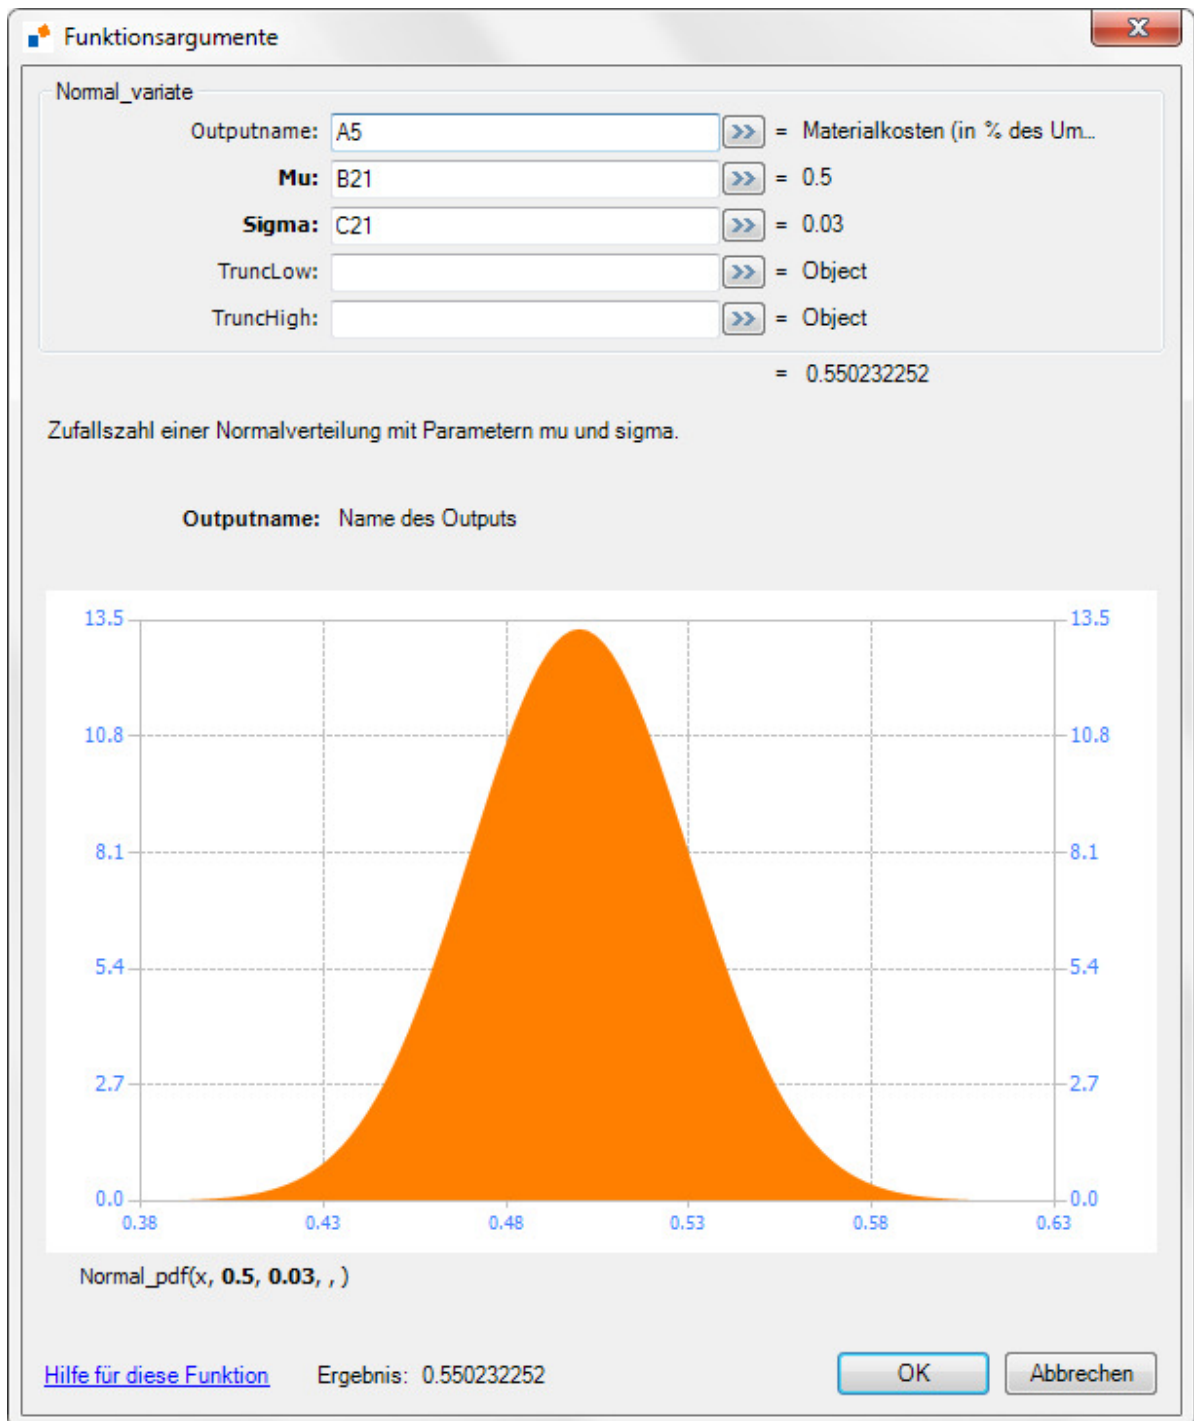 Funktionsargumente
Normal_variate
Outputname: A5 >> = Materialkosten (in % des Um...
Mu: B21 >> = 0.5
Sigma: C21 >> = 0.03
TruncLow: >> = Object
TruncHigh: >> = Object
= 0.550232252
Zufallszahl einer Normalverteilung mit Parametern mu und sigma.
Outputname: Name des Outputs
13.5 13.5
10.8 10.8
8.1 8.1
5.4 5.4
2.7 2.7
0.0 0.0
0.38 0.43 0.48 0.53 0.58 0.63
Normal_pdf(x, 0.5, 0.03, , )
Hilfe für diese Funktion Ergebnis: 0.550232252 OK Abbrechen